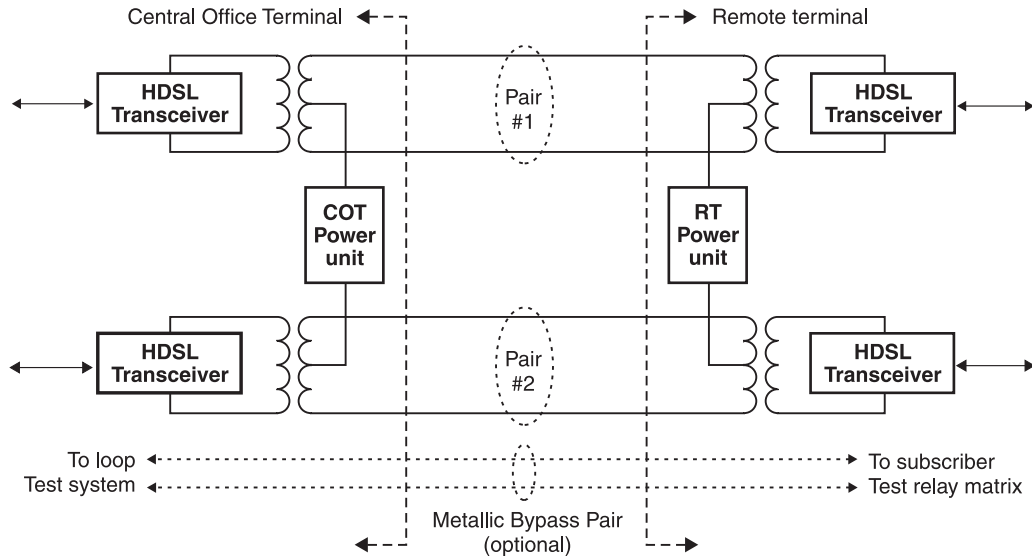 Central Office Terminal
Remote terminal
HDSL
Transceiver
Pair
#1
HDSL
Transceiver
COT
Power
unit
RT
Power
unit
HDSL
Transceiver
Pair
#2
HDSL
Transceiver
To loop
To subscriber
Test system
Test relay matrix
Metallic Bypass Pair
(optional)